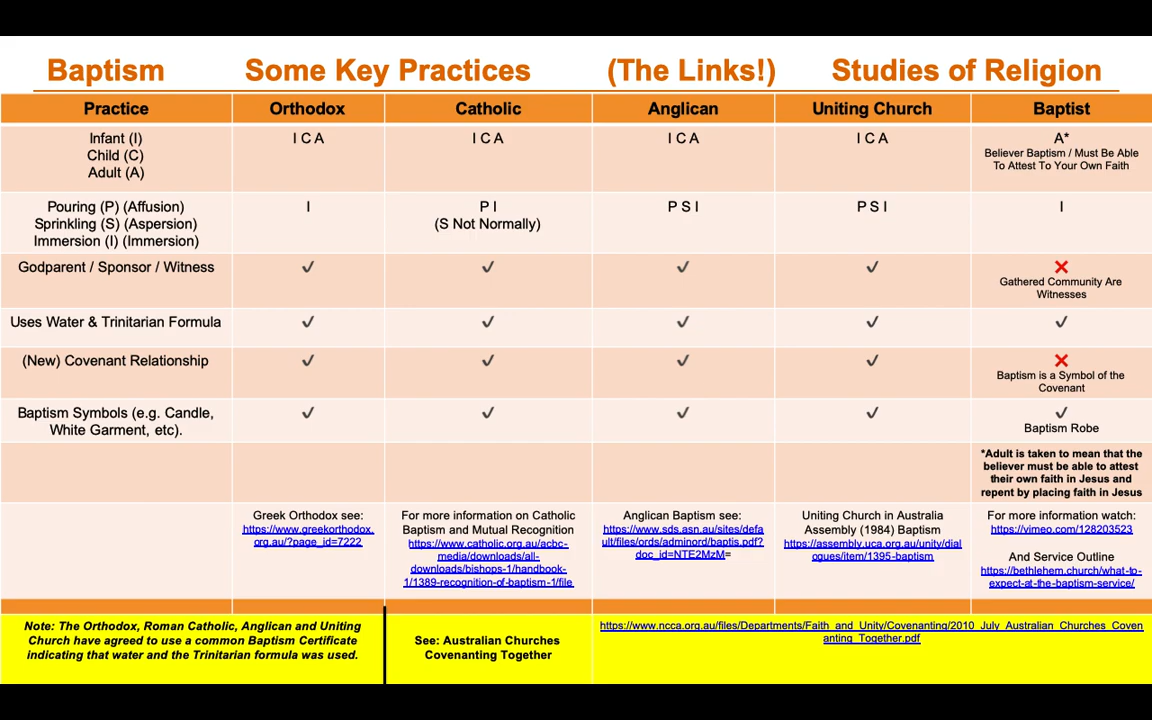 Baptism Some Key Practices (The Links!) Studies of Religion
Practice Orthodox Catholic Anglican Uniting Church Baptist
Infant (I)
Child (C)
Adult (A)
I C A
I C A
I C A
I C A
A*
Believer Baptism / Must Be Able
To Attest To Your Own Faith
Pouring (P) (Affusion)
Sprinkling (S) (Aspersion)
Immersion (I) (Immersion)
I
P I
(S Not Normally)
P S I
P S I
I
Godparent / Sponsor / Witness
✓ ✓ ✓ ✓ ✕
Gathered Community Are
Witnesses
Uses Water & Trinitarian Formula
✓ ✓ ✓ ✓ ✓
(New) Covenant Relationship
✓ ✓ ✓ ✓ ✕
Baptism is a Symbol of the
Covenant
Baptism Symbols (e.g. Candle,
White Garment, etc).
✓ ✓ ✓ ✓ ✓
Baptism Robe
*Adult is taken to mean that the
believer must be able to attest
their own faith in Jesus and
repent by placing faith in Jesus
Greek Orthodox see:
https://www.greekorthodox.
org.au/?page_id=7222
For more information on Catholic
Baptism and Mutual Recognition
https://www.catholic.org.au/acbc-
media/downloads/all-
downloads/bishops-1/handbook-
1/1389-recognition-of-baptism-1/file
Anglican Baptism see:
https://www.sds.asn.au/sites/defa
ult/files/ords/adminord/baptis.pdf?
doc_id=NTE2MzM=
Uniting Church in Australia
Assembly (1984) Baptism
https://assembly.uca.org.au/unity/dial
ogues/item/1395-baptism
For more information watch:
https://vimeo.com/128203523
And Service Outline
https://bethlehem.church/what-to-
expect-at-the-baptism-service/
Note: The Orthodox, Roman Catholic, Anglican and Uniting
Church have agreed to use a common Baptism Certificate
indicating that water and the Trinitarian formula was used.
See: Australian Churches
Covenanting Together
https://www.ncca.org.au/files/Departments/Faith_and_Unity/Covenanting/2010_July_Australian_Churches_Coven
anting_Together.pdf